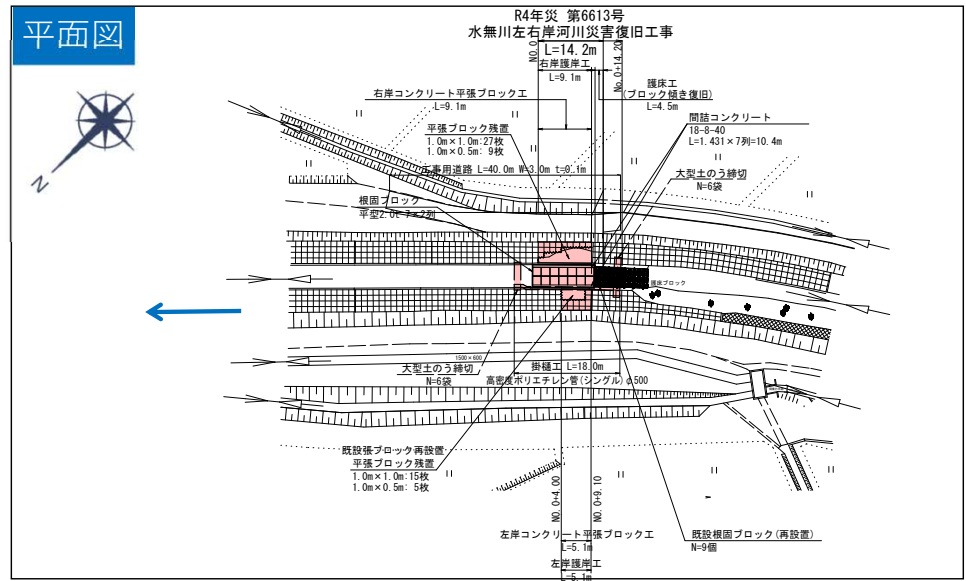 平面図
R4年災 第6613号
水無川左右岸河川災害復旧工事
L=14.2m
NO.0
No.0+14.20
右岸護岸工
L=9.1m
護床工
(ブロック傾き復旧)
L=4.5m
右岸コンクリート平張ブロック工
L=9.1m
間詰コンクリート
18-8-40
L=1.431×7列=10.4m
平張ブロック残置
1.0m×1.0m:27枚
1.0m×0.5m: 9枚
工事用道路 L=40.0m W=3.0m t=0.1m
大型土のう締切
N=6袋
根固ブロック
平型2.0t 7×2列
N
護床ブロック
1500×600
大型土のう締切
N=6袋
掛樋工 L=18.0m
高密度ポリエチレン管(シングル)φ500
既設張ブロック再設置
平張ブロック残置
1.0m×1.0m:15枚
1.0m×0.5m: 5枚
NO.0+4.00
NO.0+9.10
左岸コンクリート平張ブロック工
L=5.1m
左岸護岸工
L=5.1m
既設根固ブロック(再設置)
N=9個